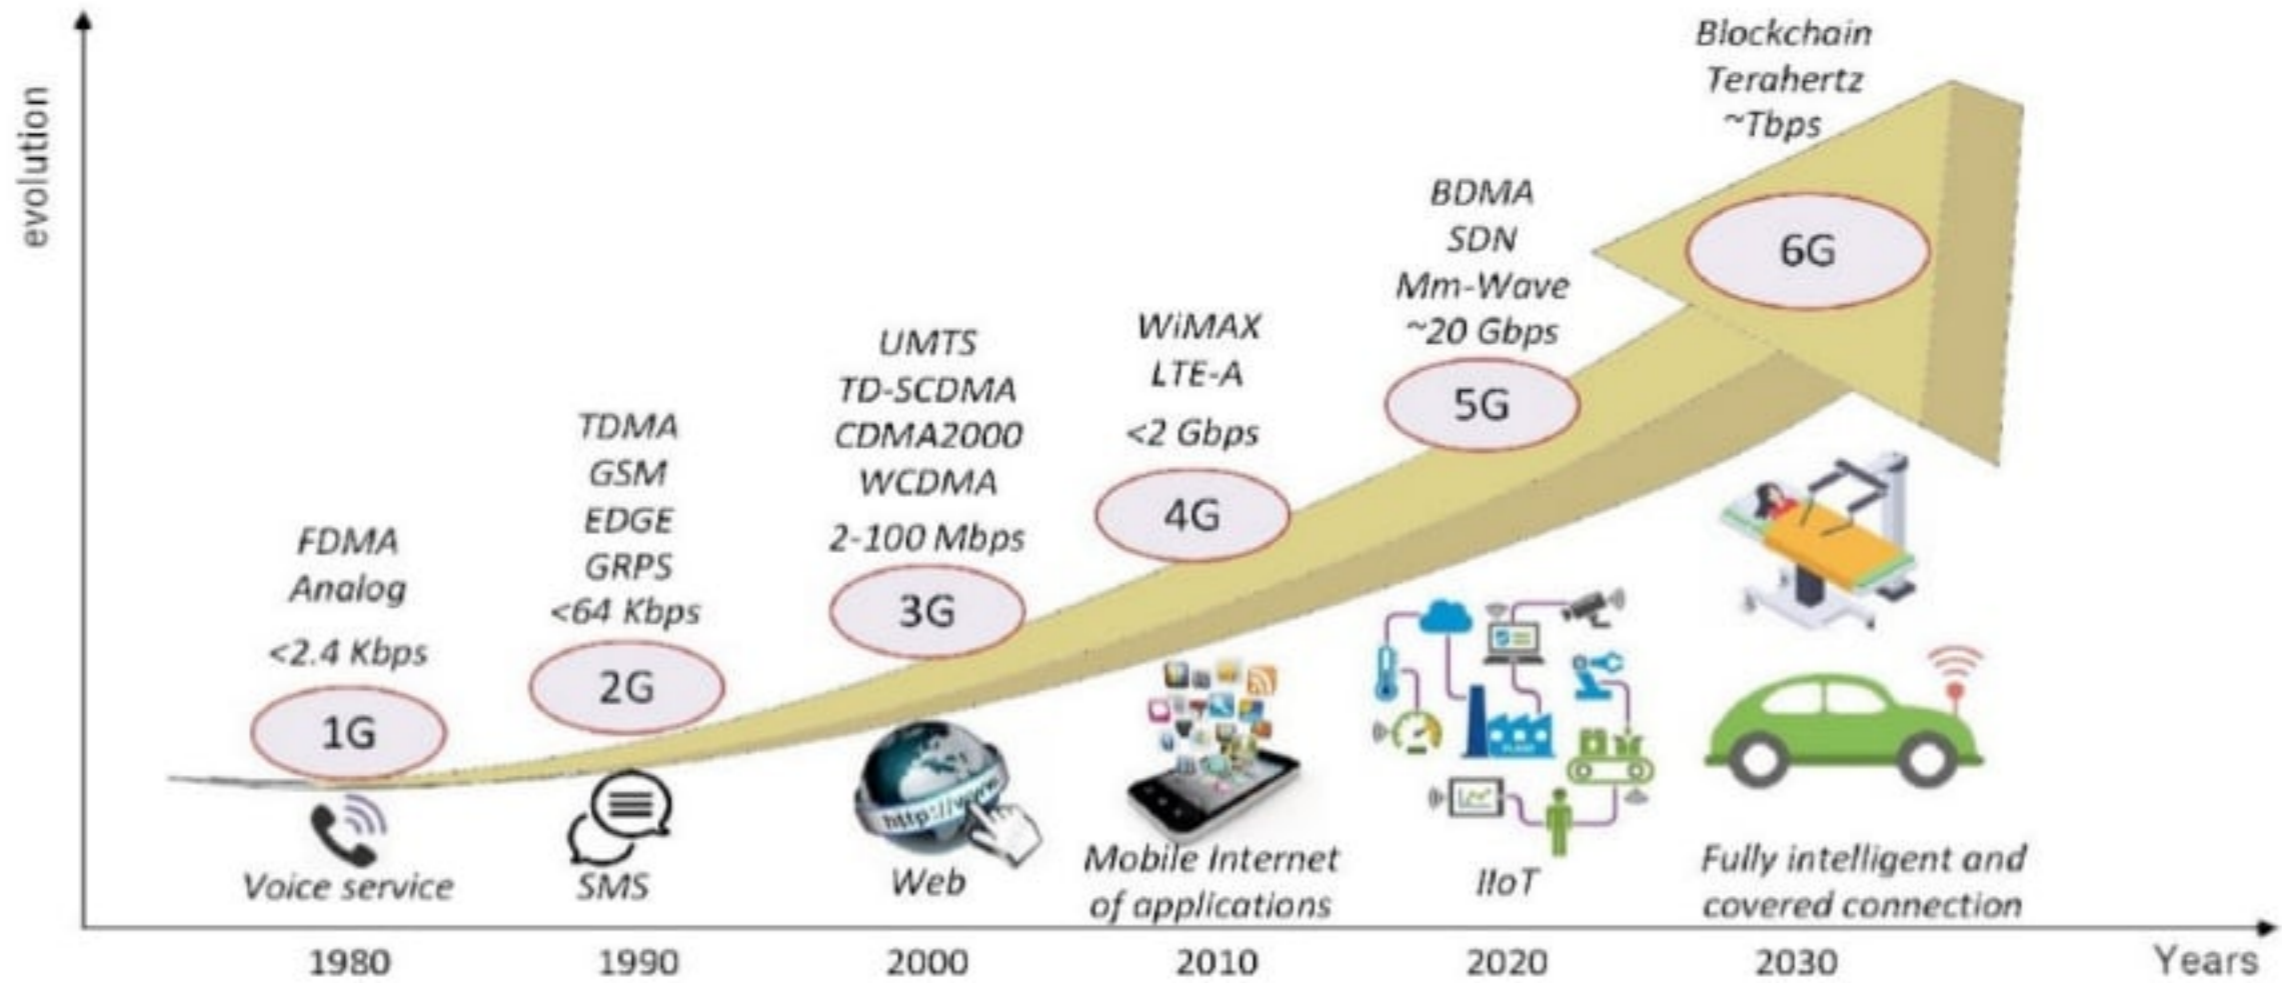 evolution
FDMA
Analog
<2.4 Kbps
1G
Voice service
1980
TDMA
GSM
EDGE
GRPS
<64 Kbps
2G
SMS
1990
UMTS
TD-SCDMA
CDMA2000
WCDMA
2-100 Mbps
3G
http://www
Web
2000
WiMAX
LTE-A
<2 Gbps
4G
Mobile Internet
of applications
2010
BDMA
SDN
Mm-Wave
~20 Gbps
5G
PLANT
IIoT
2020
Blockchain
Terahertz
~Tbps
6G
Fully intelligent and
covered connection
2030
Years